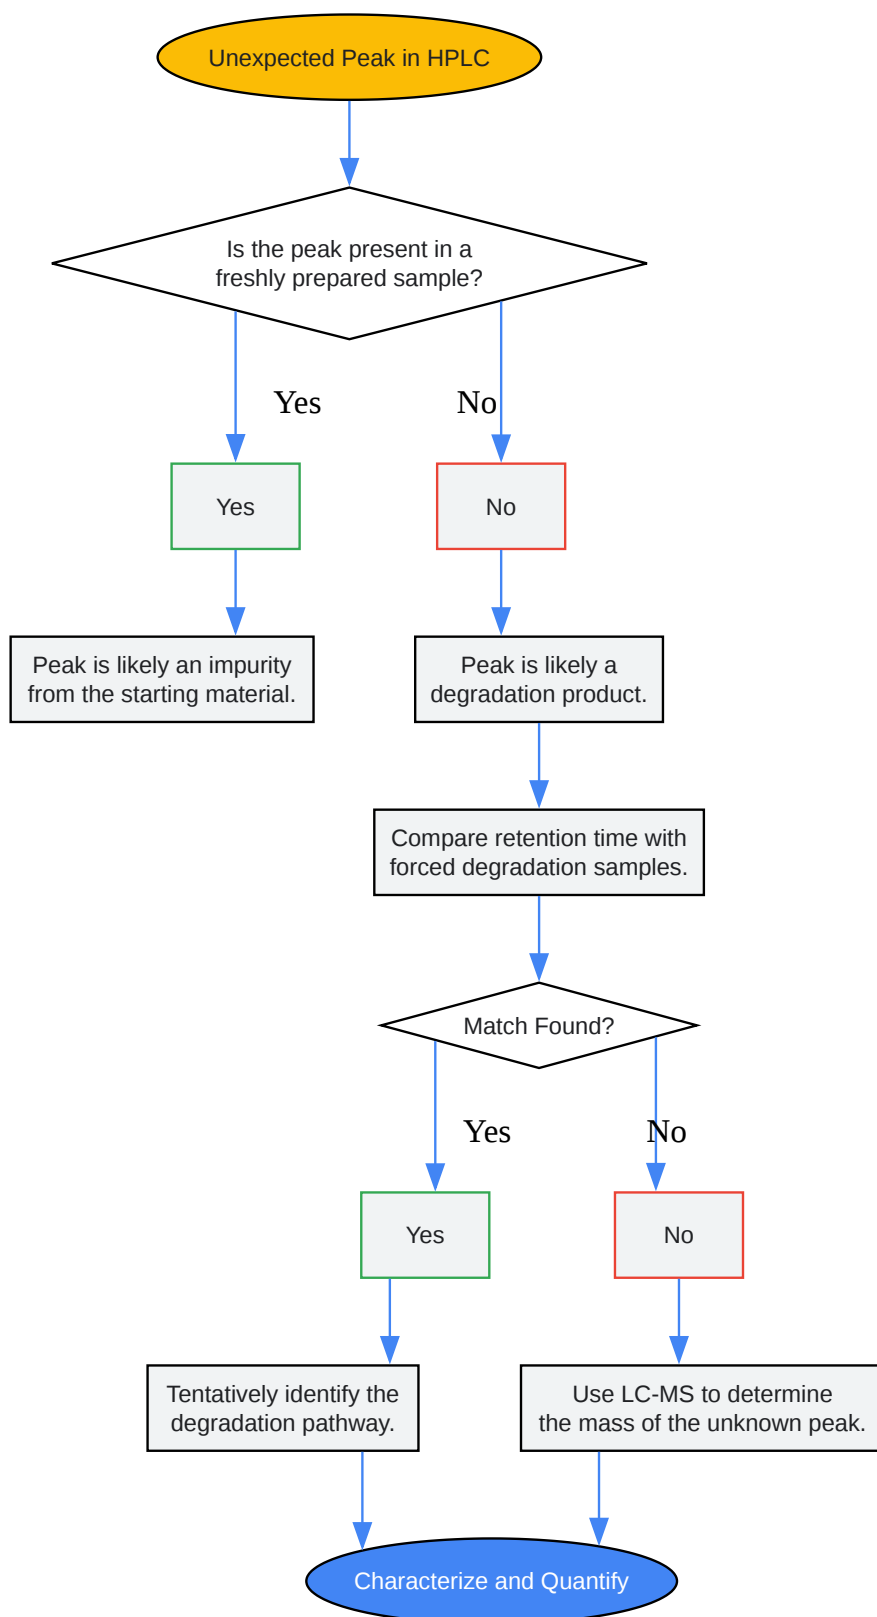 Unexpected Peak in HPLC
Is the peak present in a
freshly prepared sample?
Yes
No
Yes
No
Peak is likely an impurity
from the starting material.
Peak is likely a
degradation product.
Compare retention time with
forced degradation samples.
Match Found?
Yes
No
Yes
No
Tentatively identify the
degradation pathway.
Use LC-MS to determine
the mass of the unknown peak.
Characterize and Quantify